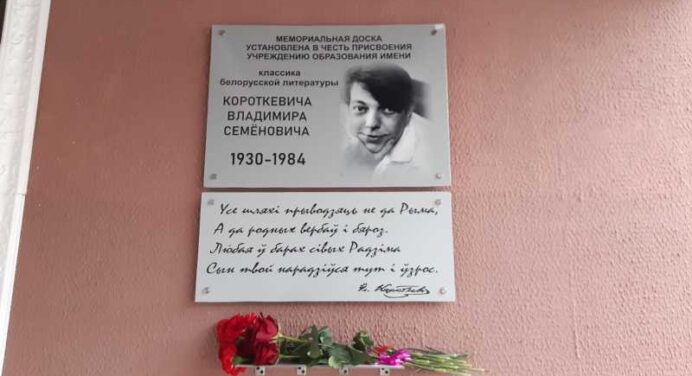 МЕМОРИАЛЬНАЯ ДОСКА
УСТАНОВЛЕНА В ЧЕСТЬ ПРИСВОЕНИЯ
УЧРЕЖДЕНИЮ ОБРАЗОВАНИЯ ИМЕНИ
классика
белорусской литературы
КОРОТКЕВИЧА
ВЛАДИМИРА
СЕМЁНОВИЧА
1930-1984
Усе шляхі прыводзяць не да Рыма,
А да родных вербаў і бяроз.
Любая ў барах сівых Радзіма
Сын твой нарадзіўся тут і ўзрос.